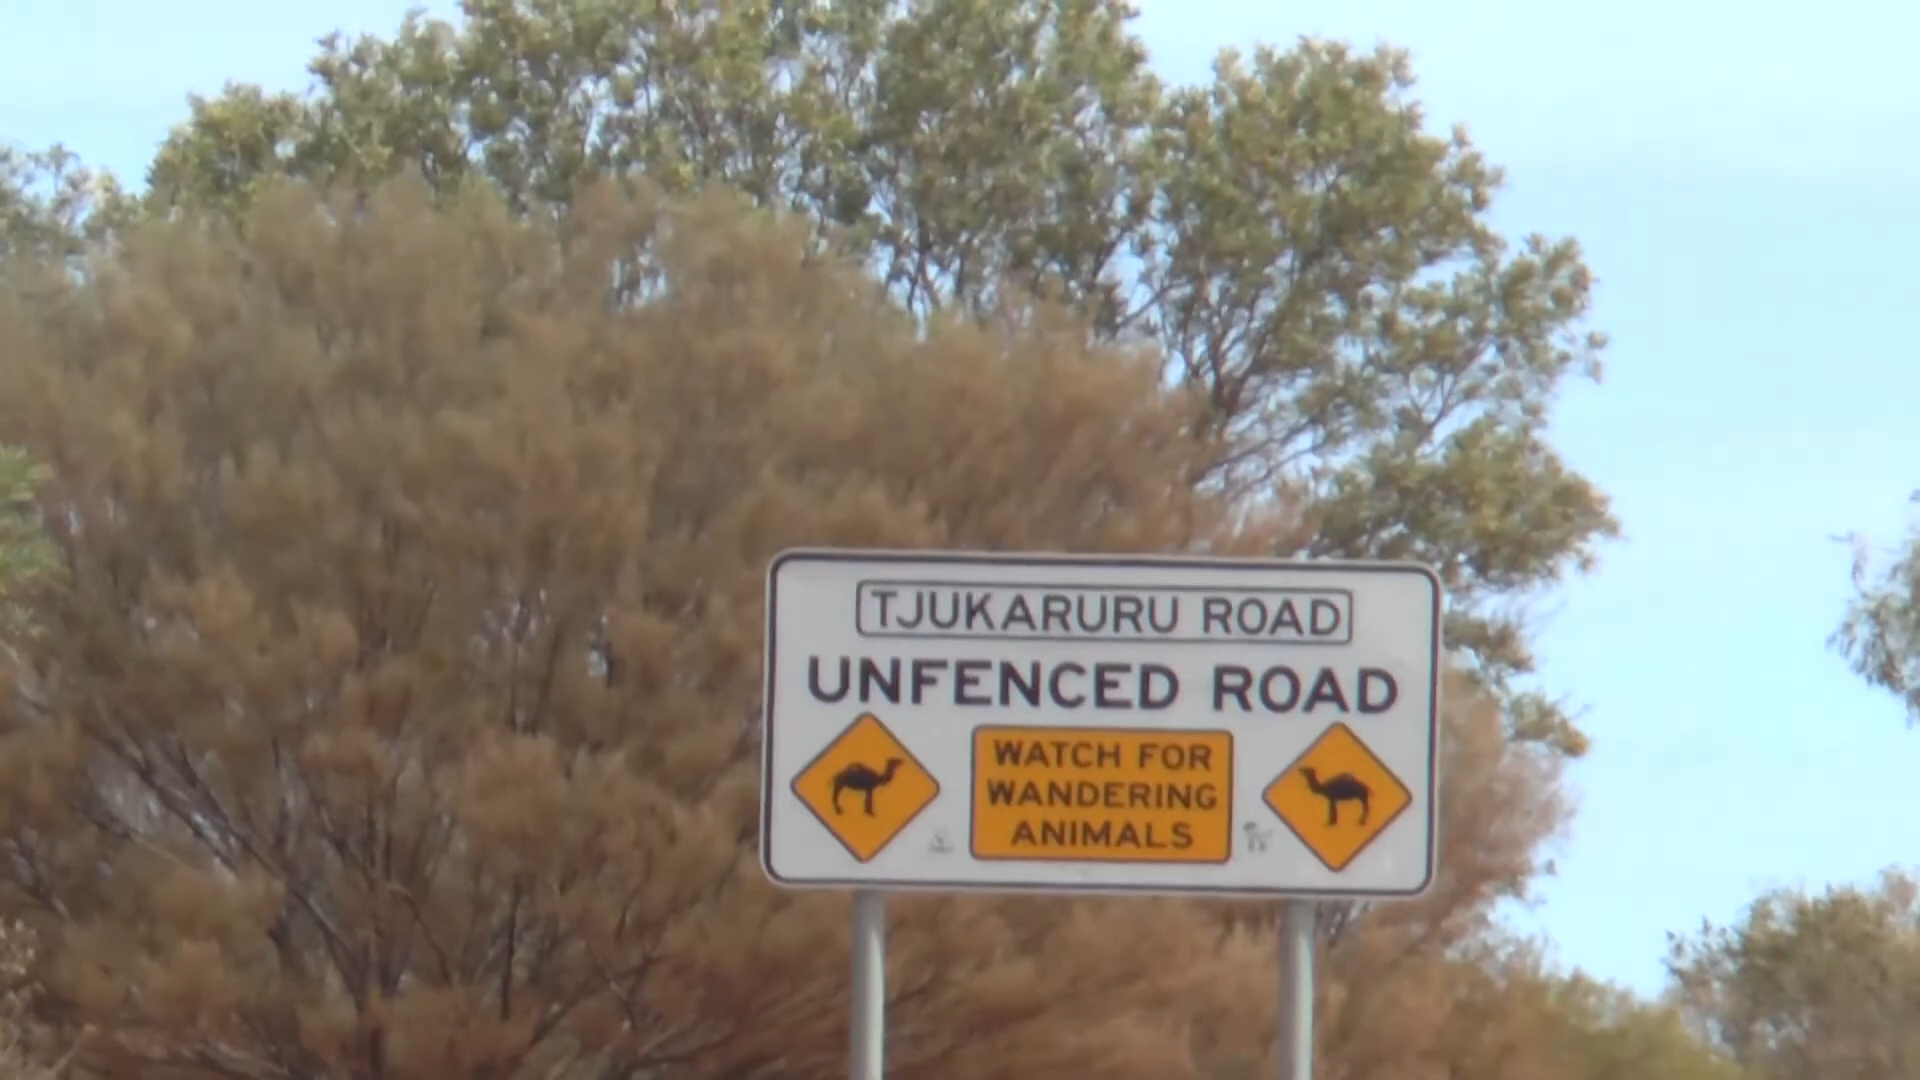 TJUKARURU ROAD
UNFENCED ROAD
WATCH FOR
WANDERING
ANIMALS